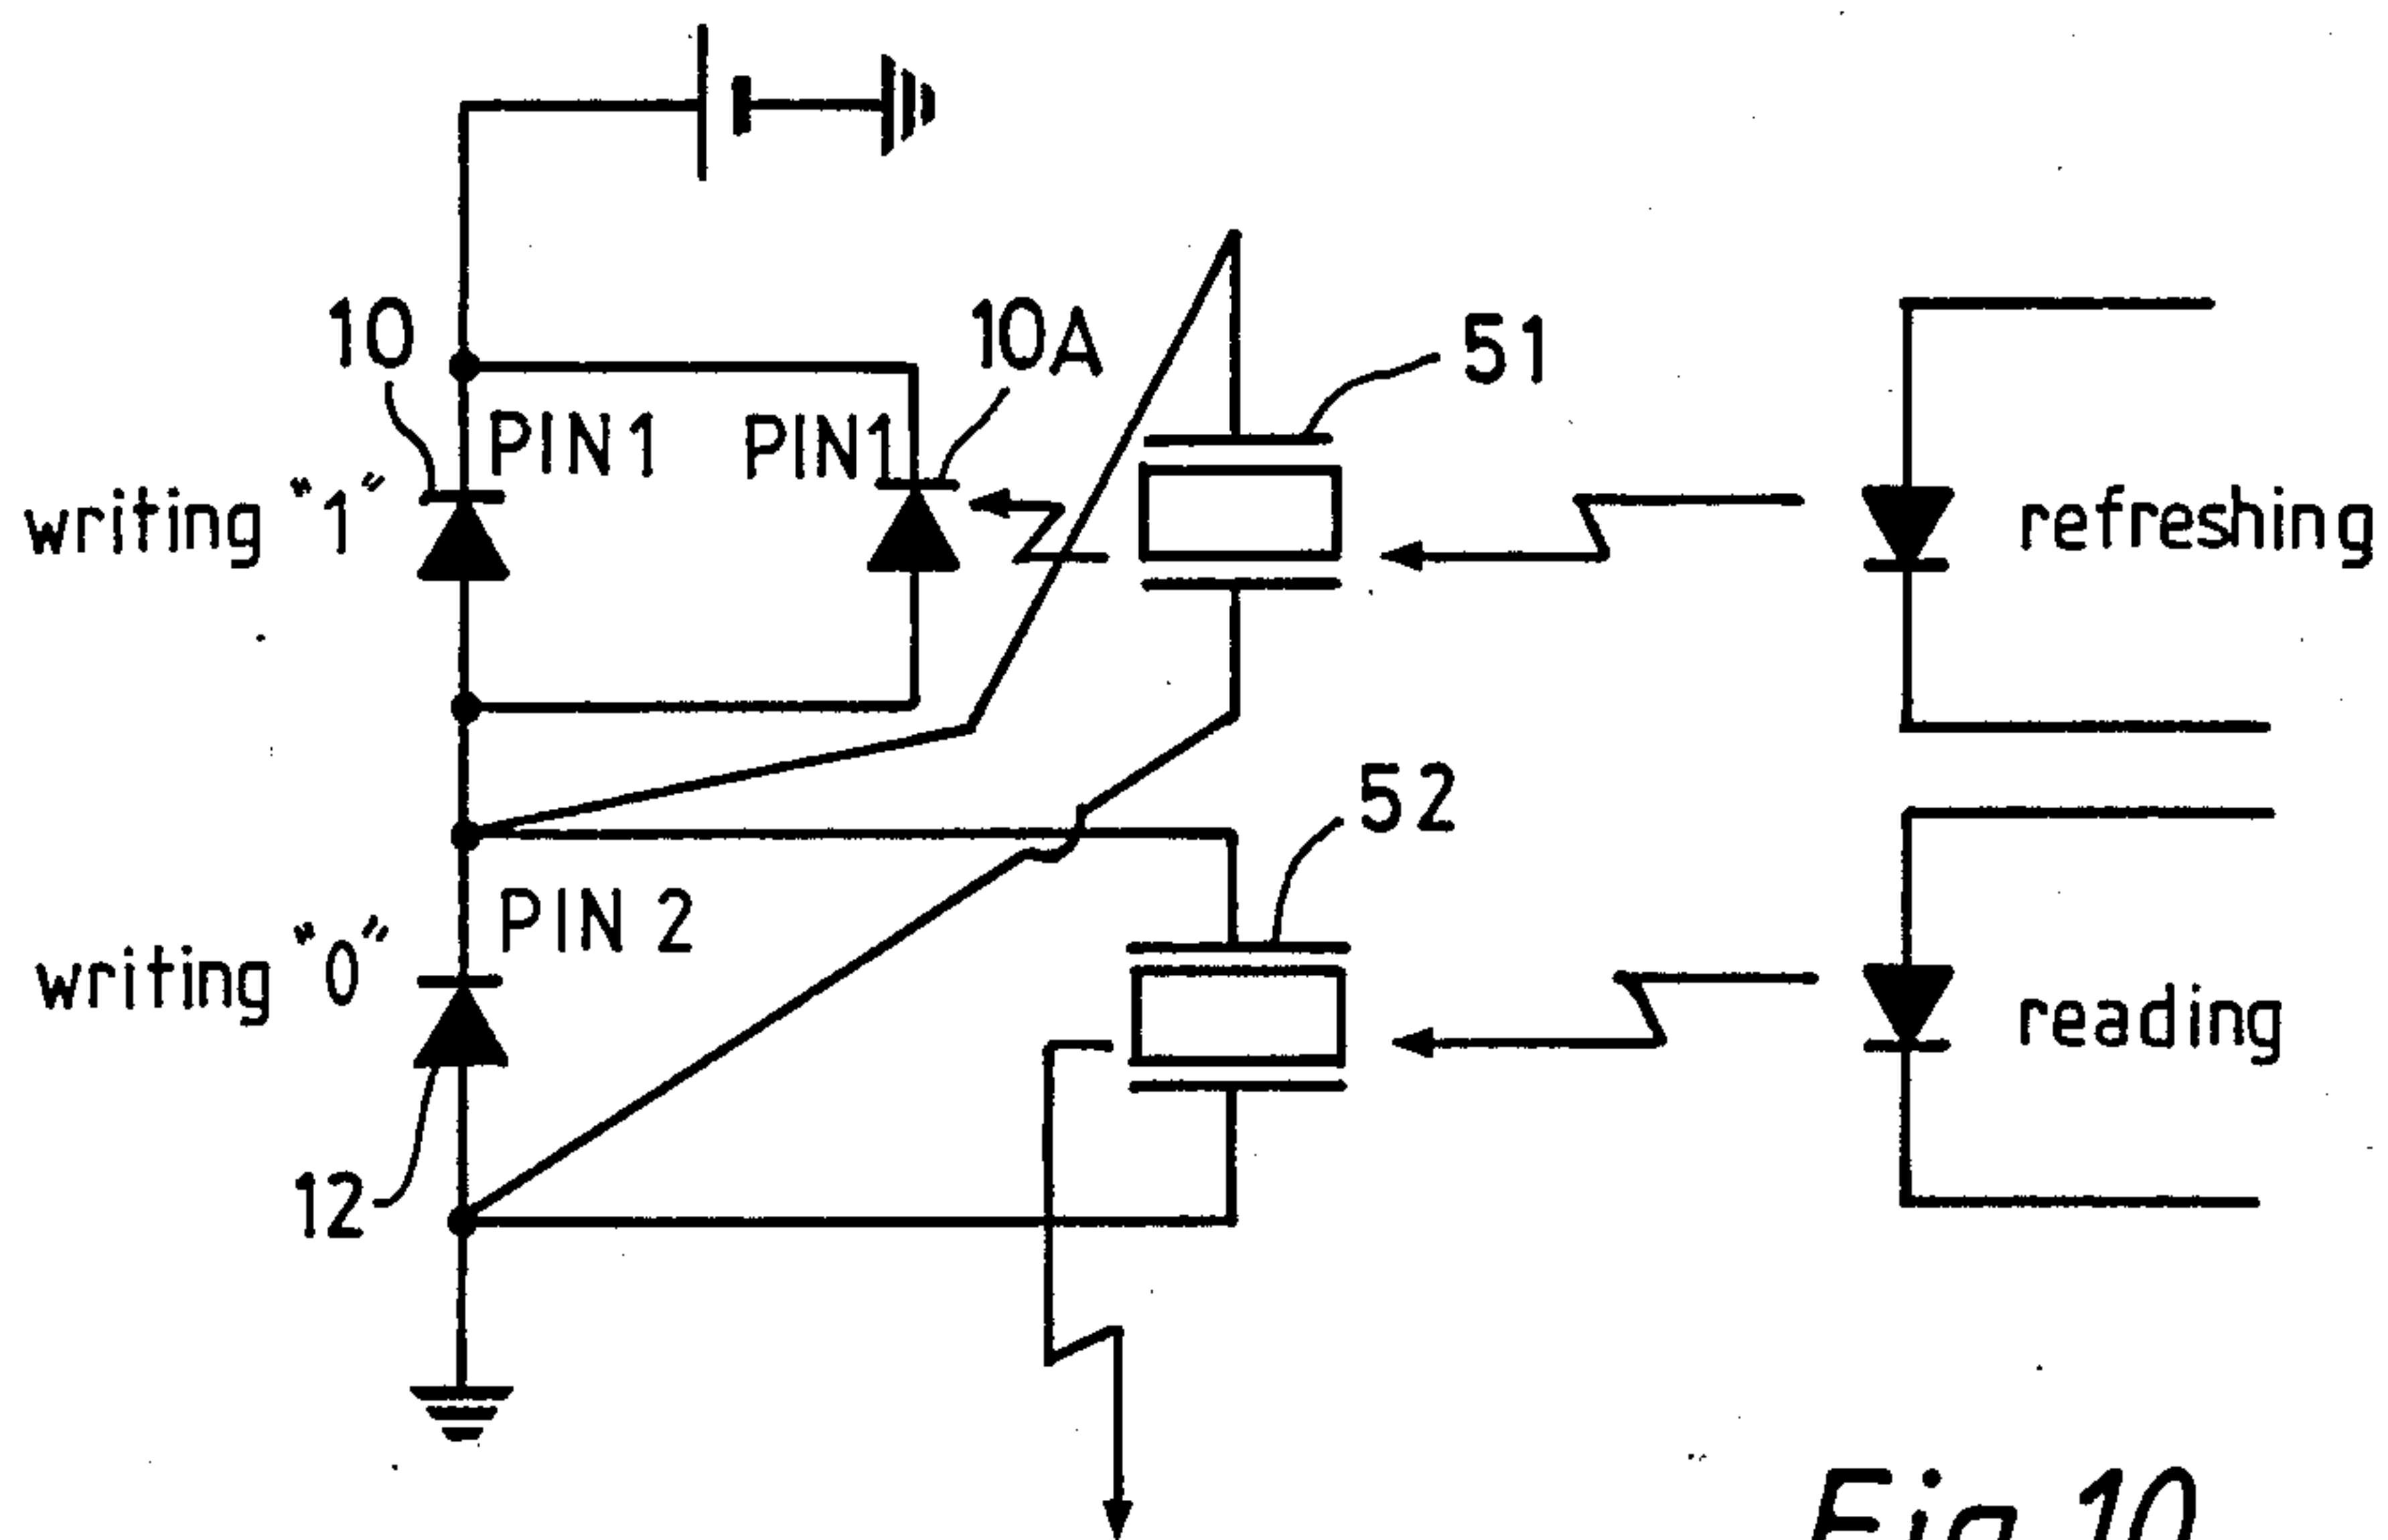 10
10A
51
PIN1
PIN1
writing "1"
refreshing
52
PIN 2
writing "0"
reading
12
Fig.10